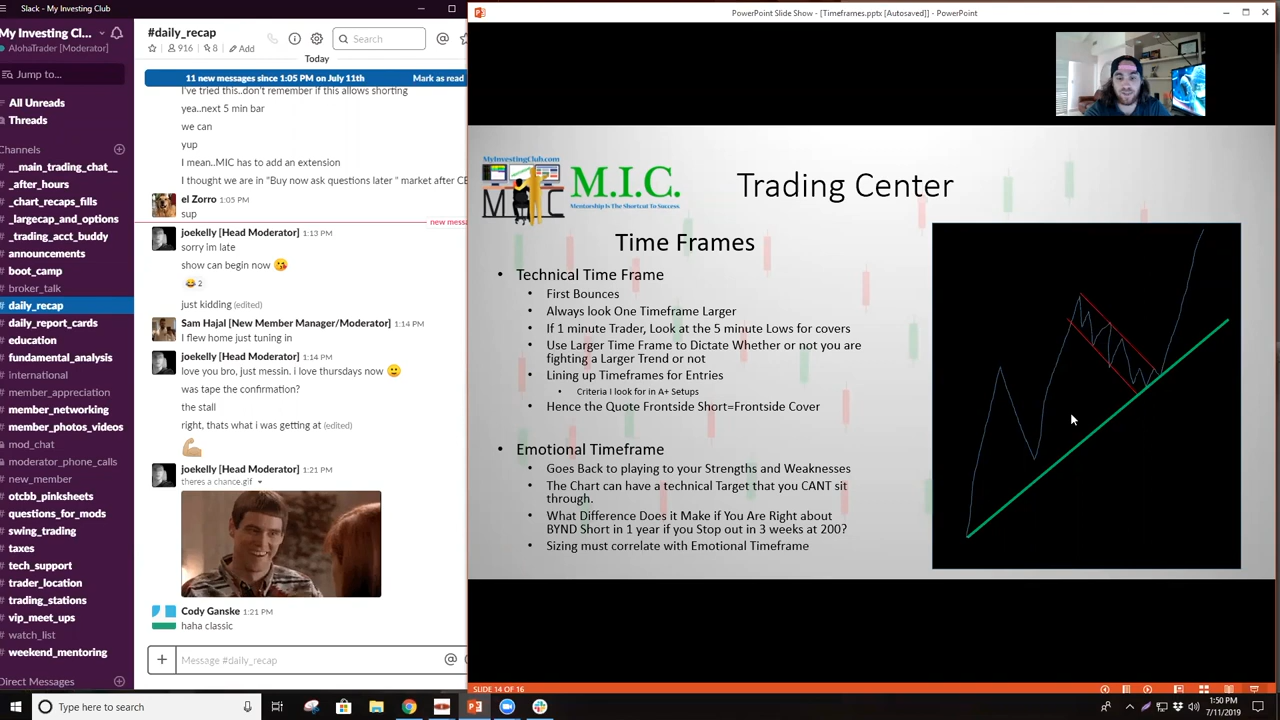 Slack - My Investing Cl...
PowerPoint Slide Show - [Timeframes.pptx [Autosaved]] - PowerPoint
My Investing Cl...
AlohaTrader [Moderator]
Jump to...
All Unreads
Threads
Channels
_main_trading_chat
_after_hours
_chart_requests_fills
_largecaps_options
_trading_acct_buddy
announcements
boot_camp
broker_talk
daily_recap
daily_report_cards
education
fundamental_analysis
International
market_analysis
member_networking
member_photos_videos
mod_schedule
moderator_phone_calls
new_member
otcbb_pinksheets
questions_for_mods
swing_trading
taxes
tech_support
trading_stations
vip_meet_ups
watch_list
weekend_mentoring
Direct Messages
#daily_recap
916
8
Add
Search
Today
11 new messages since 1:05 PM on July 11th
Mark as read
I've tried this..don't remember if this allows shorting
yea..next 5 min bar
we can
yup
I mean..MIC has to add an extension
I thought we are in "Buy now ask questions later " market after CE
el Zorro 1:05 PM
sup
new messa
joekelly [Head Moderator] 1:13 PM
sorry im late
show can begin now 😘
😂 2
just kidding (edited)
Sam Hajal [New Member Manager/Moderator] 1:14 PM
I flew home just tuning in
joekelly [Head Moderator] 1:14 PM
love you bro, just messin. i love thursdays now 🙂
was tape the confirmation?
the stall
right, thats what i was getting at (edited)
joekelly [Head Moderator] 1:21 PM
theres a chance.gif
Cody Ganske 1:21 PM
haha classic
Message #daily_recap
MyInvestingClub.com
MIC
M.I.C.
Mentorship Is The Shortcut To Success.
Trading Center
Time Frames
• Technical Time Frame
• First Bounces
• Always look One Timeframe Larger
• If 1 minute Trader, Look at the 5 minute Lows for covers
• Use Larger Time Frame to Dictate Whether or not you are
fighting a Larger Trend or not
• Lining up Timeframes for Entries
• Criteria I look for in A+ Setups
• Hence the Quote Frontside Short=Frontside Cover
• Emotional Timeframe
• Goes Back to playing to your Strengths and Weaknesses
• The Chart can have a technical Target that you CANT sit
through.
• What Difference Does it Make if You Are Right about
BYND Short in 1 year if you Stop out in 3 weeks at 200?
• Sizing must correlate with Emotional Timeframe
SLIDE 14 OF 16
Type here to search
1:50 PM
7/11/2019